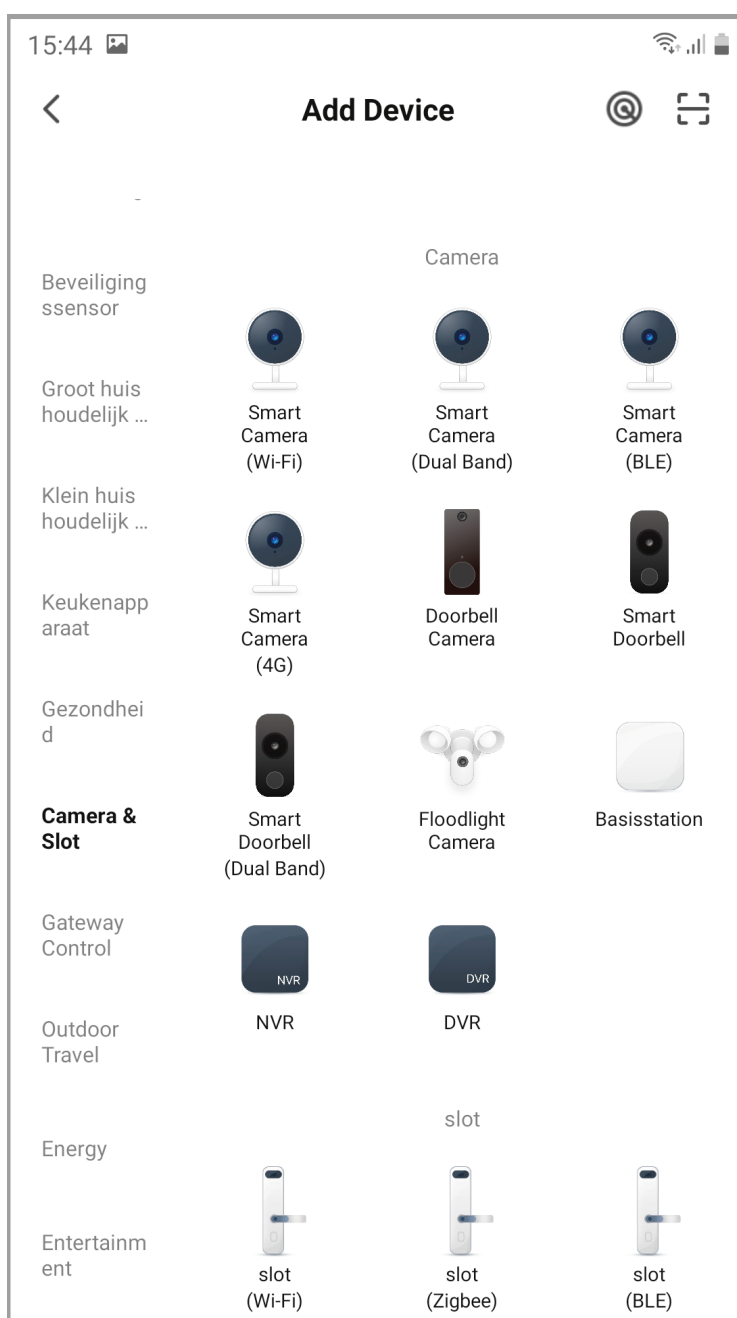 15:44
Add Device
Beveiliging
ssensor
Groot huis
houdelijk ...
Klein huis
houdelijk ...
Keukenapp
araat
Gezondhei
d
Camera &
Slot
Gateway
Control
Outdoor
Travel
Energy
Entertainm
ent
Camera
Smart
Camera
(Wi-Fi)
Smart
Camera
(Dual Band)
Smart
Camera
(BLE)
Smart
Camera
(4G)
Doorbell
Camera
Smart
Doorbell
Smart
Doorbell
(Dual Band)
Floodlight
Camera
Basisstation
NVR
NVR
DVR
DVR
slot
slot
(Wi-Fi)
slot
(Zigbee)
slot
(BLE)